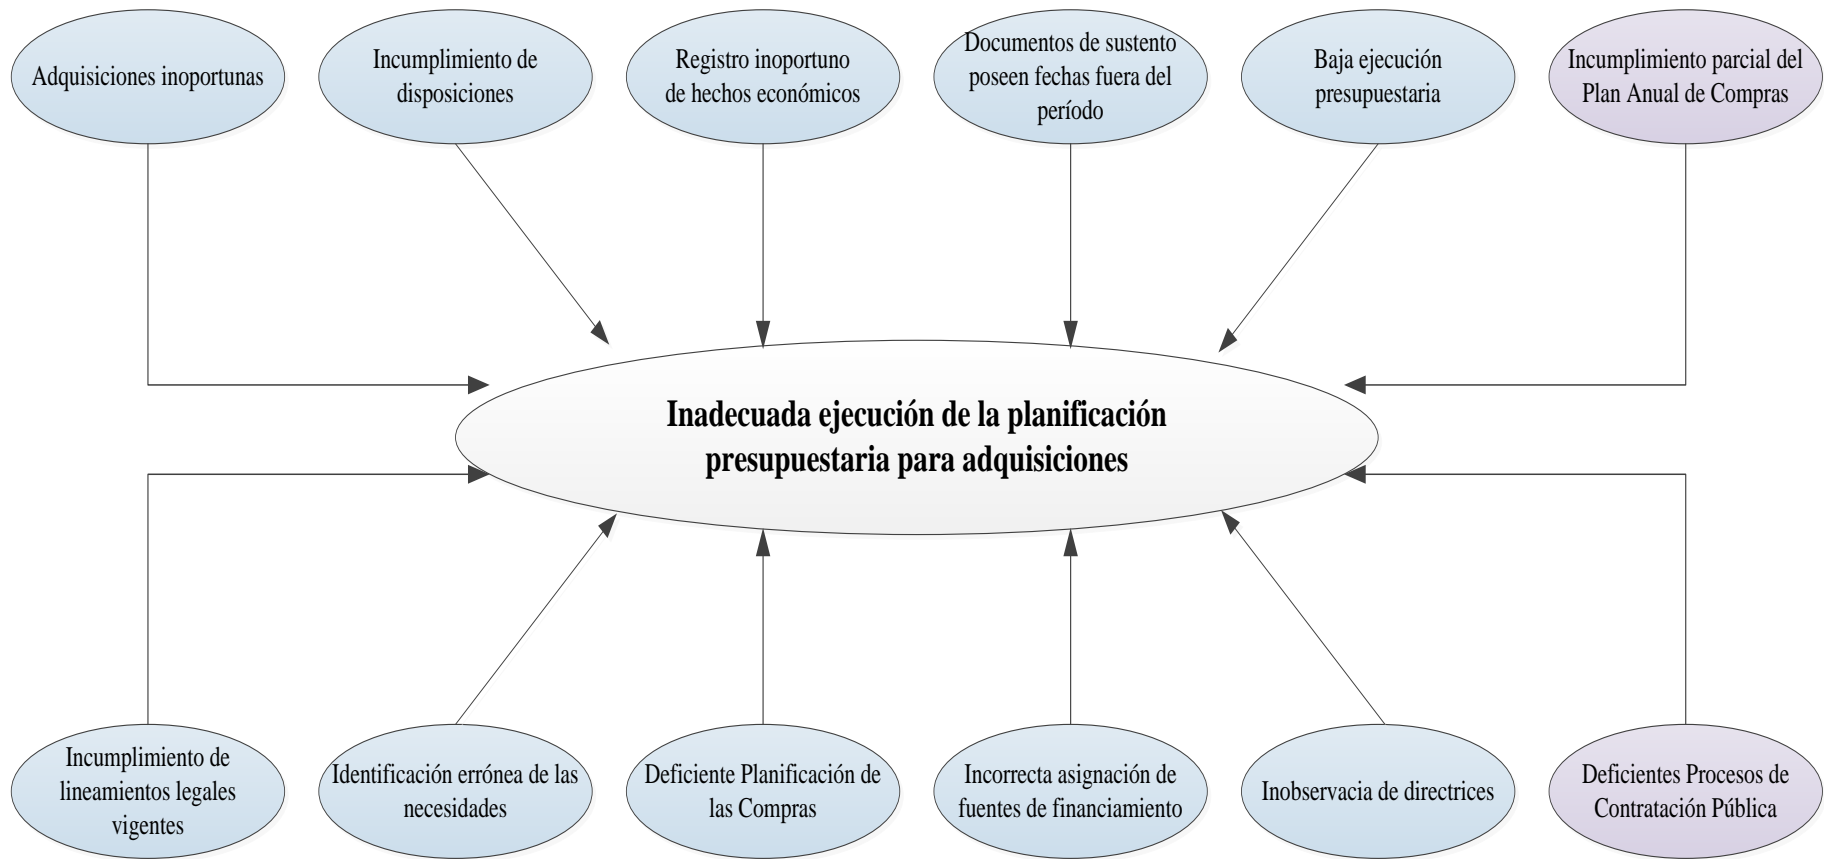 Adquisiciones inoportunas
Incumplimiento de
disposiciones
Registro inoportuno
de hechos económicos
Documentos de sustento
poseen fechas fuera del
período
Baja ejecución
presupuestaria
Incumplimiento parcial del
Plan Anual de Compras
Inadecuada ejecución de la planificación
presupuestaria para adquisiciones
Incumplimiento de
lineamientos legales
vigentes
Identificación errónea de las
necesidades
Deficiente Planificación de
las Compras
Incorrecta asignación de
fuentes de financiamiento
Inobservacia de directrices
Deficientes Procesos de
Contratación Pública